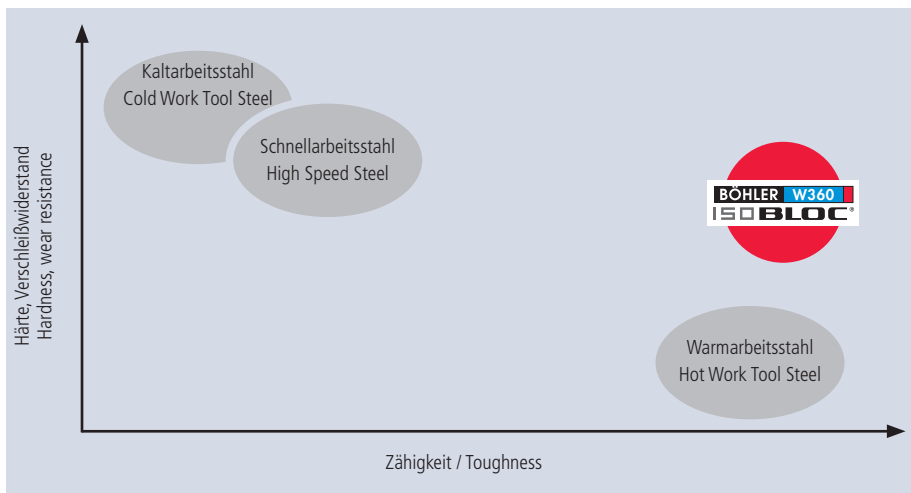 Kaltarbeitsstahl
Cold Work Tool Steel
Schnellarbeitsstahl
High Speed Steel
BÖHLER W360
ISOBLOC®
Warmarbeitsstahl
Hot Work Tool Steel
Härte, Verschleißwiderstand
Hardness, wear resistance
Zähigkeit / Toughness